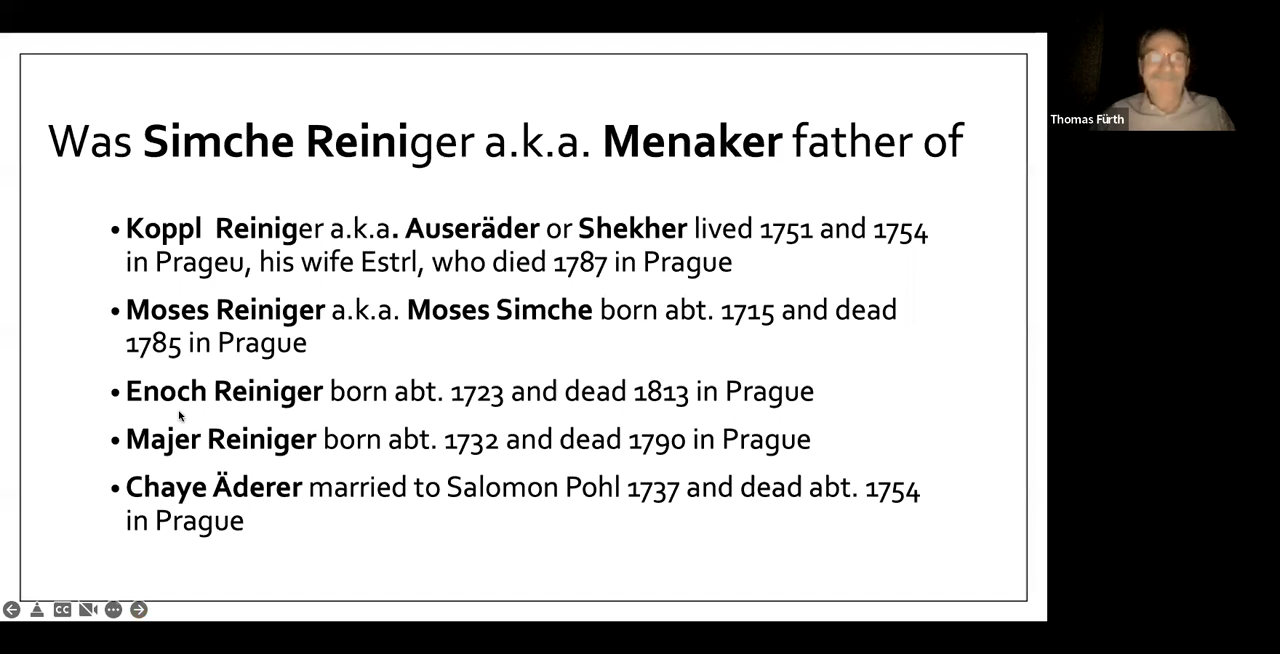 Was Simche Reiniger a.k.a. Menaker father of
• Koppl Reiniger a.k.a. Auseräder or Shekher lived 1751 and 1754
in Prageu, his wife Estrl, who died 1787 in Prague
• Moses Reiniger a.k.a. Moses Simche born abt. 1715 and dead
1785 in Prague
• Enoch Reiniger born abt. 1723 and dead 1813 in Prague
• Majer Reiniger born abt. 1732 and dead 1790 in Prague
• Chaye Äderer married to Salomon Pohl 1737 and dead abt. 1754
in Prague
Thomas Fürth
CC